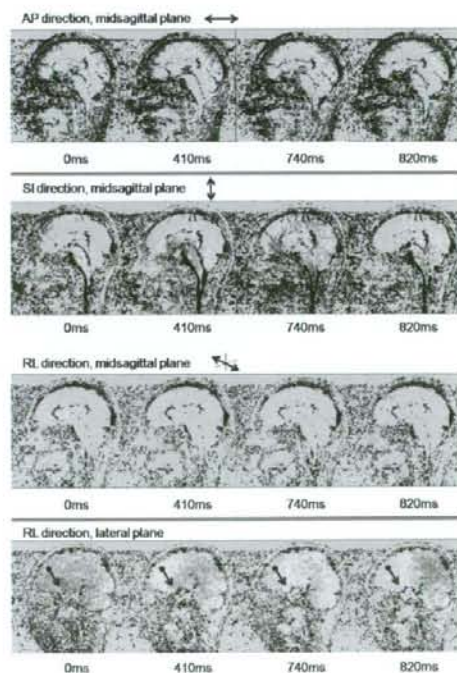 AP direction, midsagittal plane
0ms 410ms 740ms 820ms
SI direction, midsagittal plane
0ms 410ms 740ms 820ms
RL direction, midsagittal plane
0ms 410ms 740ms 820ms
RL direction, lateral plane
0ms 410ms 740ms 820ms